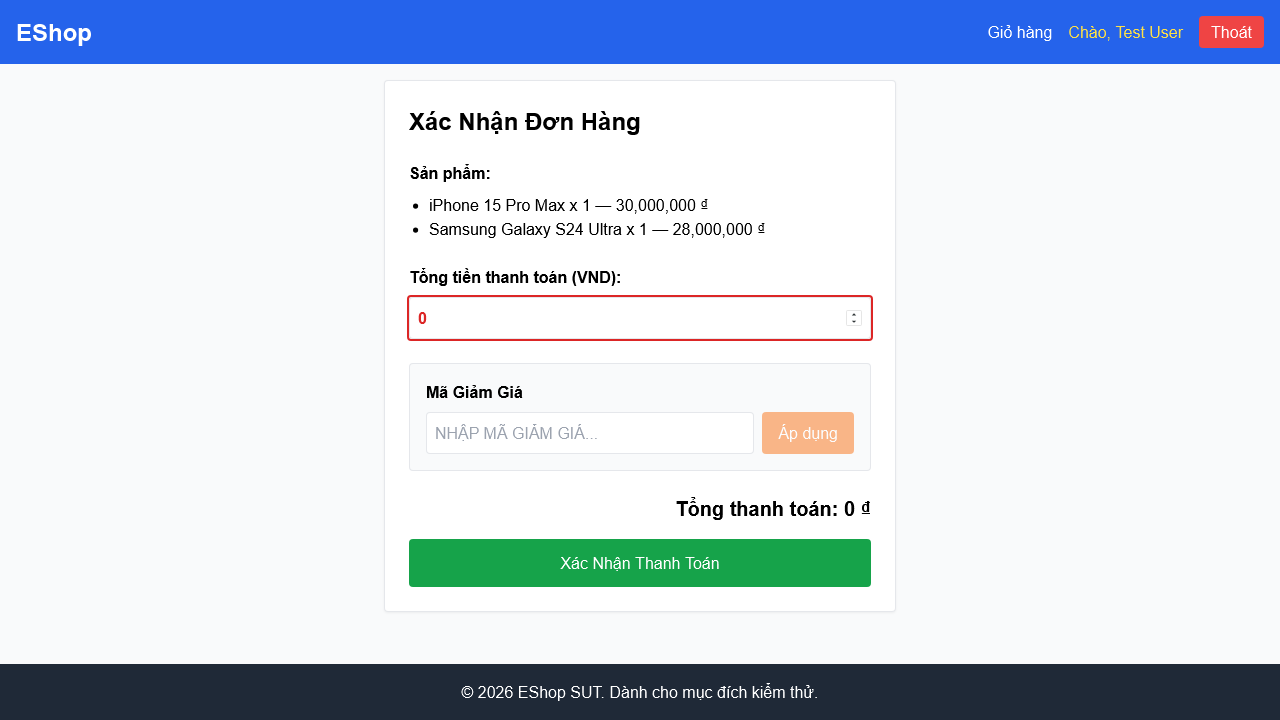 EShop
Giỏ hàng
Chào, Test User
Thoát
Xác Nhận Đơn Hàng
Sản phẩm:
iPhone 15 Pro Max x 1 — 30,000,000 ₫
Samsung Galaxy S24 Ultra x 1 — 28,000,000 ₫
Tổng tiền thanh toán (VND):
0
Mã Giảm Giá
NHẬP MÃ GIẢM GIÁ...
Áp dụng
Tổng thanh toán: 0 ₫
Xác Nhận Thanh Toán
© 2026 EShop SUT. Dành cho mục đích kiểm thử.